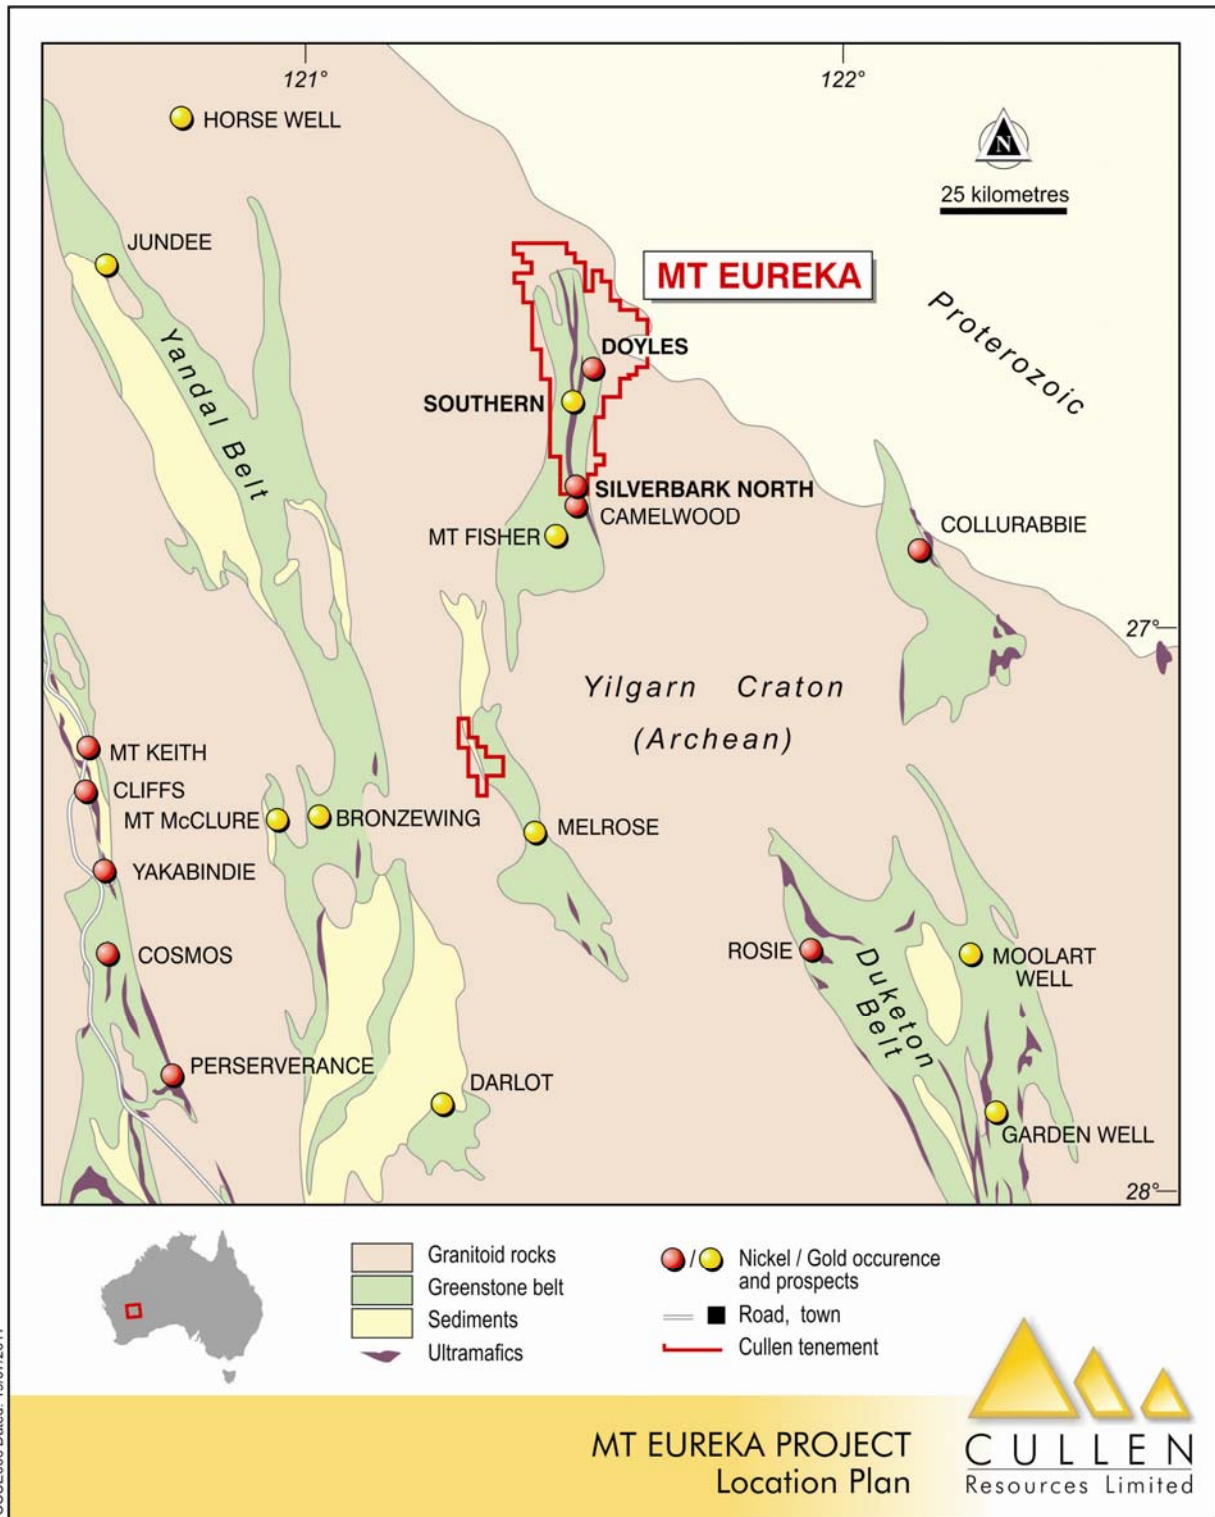 121°
122°
HORSE WELL
N
25 kilometres
JUNDEE
MT EUREKA
Proterozoic
DOYLES
Yandal Belt
SOUTHERN
SILVERBARK NORTH
CAMELWOOD
MT FISHER
COLLURABBIE
27°
Yilgarn Craton
(Archean)
MT KEITH
CLIFFS
MT McCLURE
BRONZEWING
MELROSE
YAKABINDIE
COSMOS
ROSIE
Duketon
Belt
MOOLART
WELL
PERSERVERANCE
DARLOT
GARDEN WELL
28°
Granitoid rocks
Greenstone belt
Sediments
Ultramafics
/
Nickel / Gold occurence
and prospects
Road, town
Cullen tenement
MT EUREKA PROJECT
Location Plan
CULLEN
Resources Limited